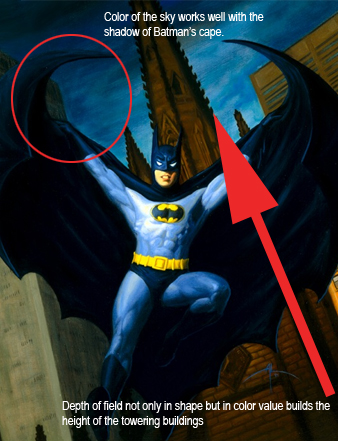 Color of the sky works well with the
shadow of Batman's cape.
Depth of field not only in shape but in color value builds the
height of the towering buildings